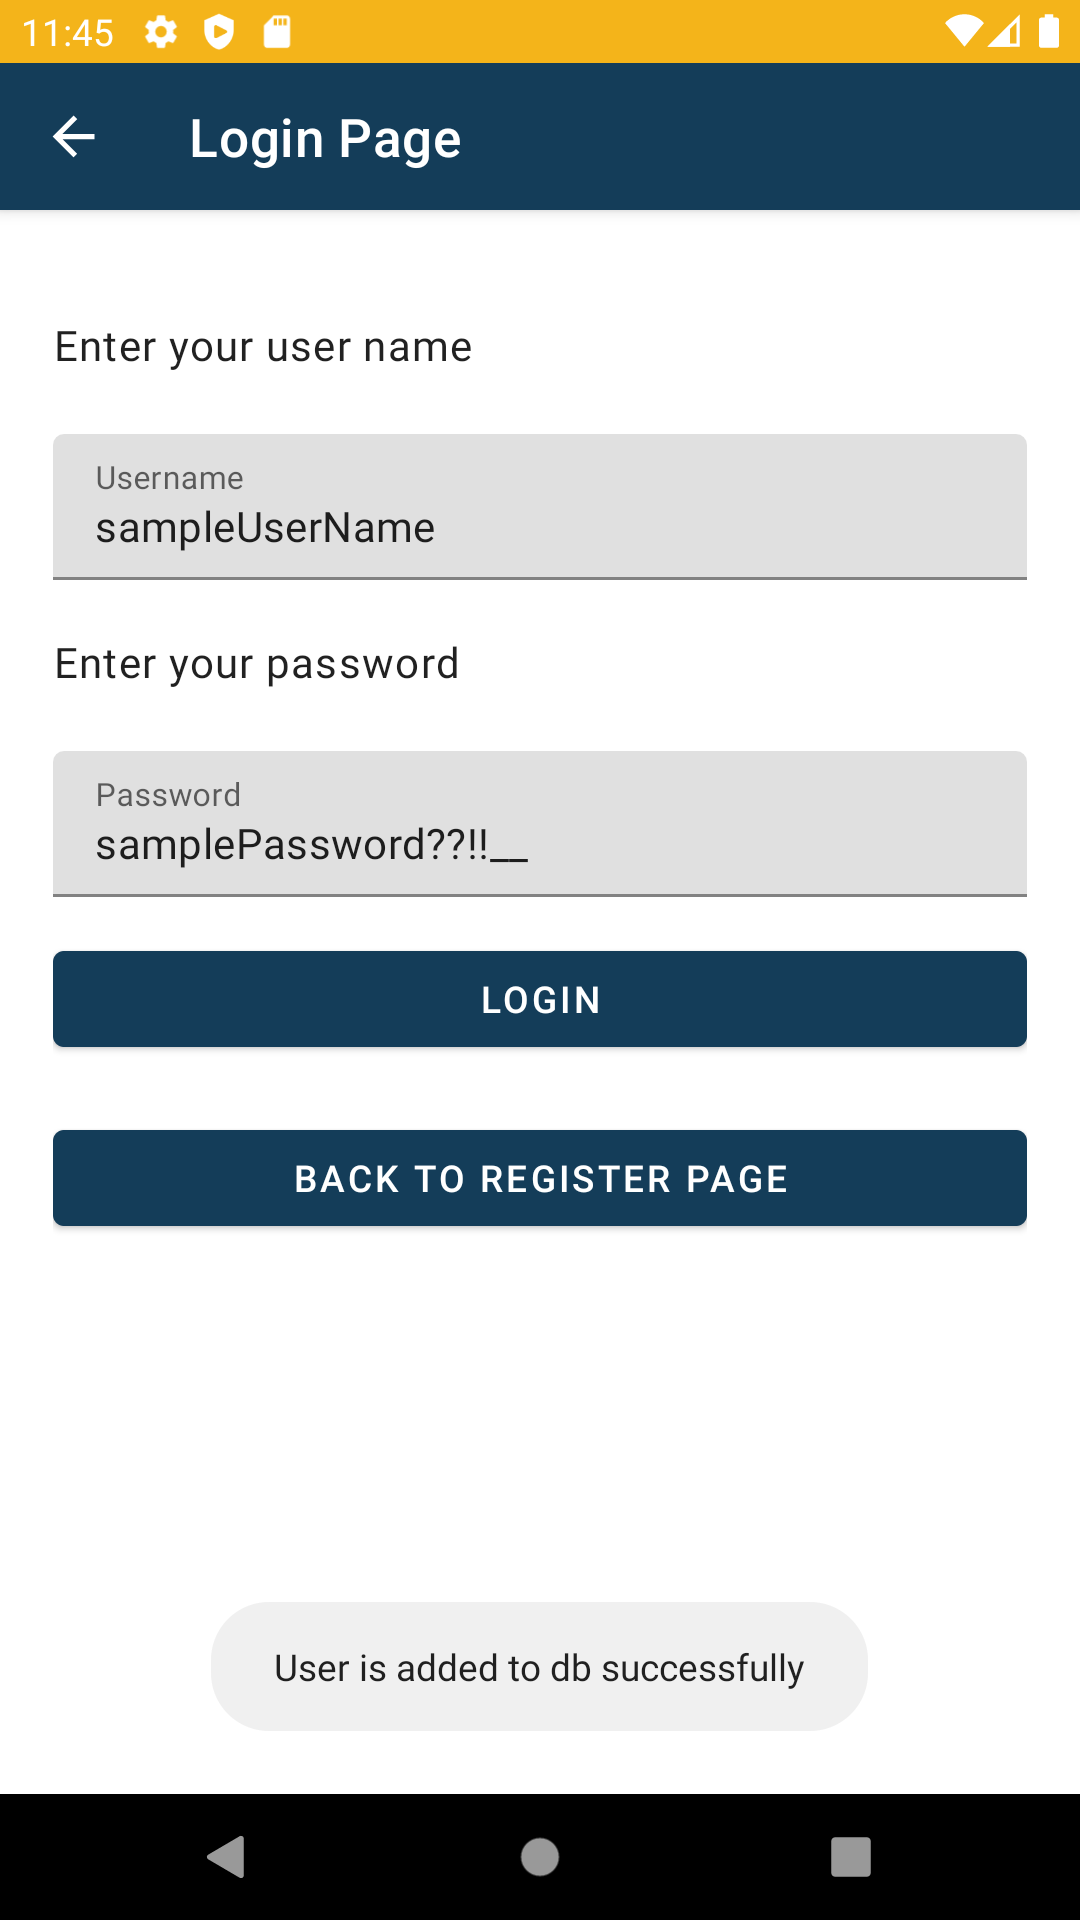 11:45
Login Page
Enter your user name
Username
sampleUserName
Enter your password
Password
samplePassword??!!__
LOGIN
BACK TO REGISTER PAGE
User is added to db successfully